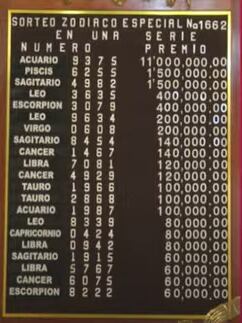 SORTEO ZODIACO ESPECIAL No1662
EN UNA SERIE
NUMERO PREMIO
ACUARIO 9375 11'000,000.00
PISCIS 6255 1'500,000.00
SAGITARIO 4982 1'500,000.00
LEO 3635 400,000.00
ESCORPION 3079 400,000.00
LEO 9634 200,000.00
VIRGO 0608 200,000.00
SAGITARIO 8454 140,000.00
CANCER 1467 140,000.00
LIBRA 7081 120,000.00
CANCER 4929 120,000.00
TAURO 1966 100,000.00
TAURO 2868 100,000.00
ACUARIO 1987 100,000.00
LEO 8339 80,000.00
CAPRICORNIO 0424 80,000.00
LIBRA 0942 80,000.00
SAGITARIO 1915 60,000.00
LIBRA 5767 60,000.00
CANCER 6075 60,000.00
ESCORPION 8222 60,000.00